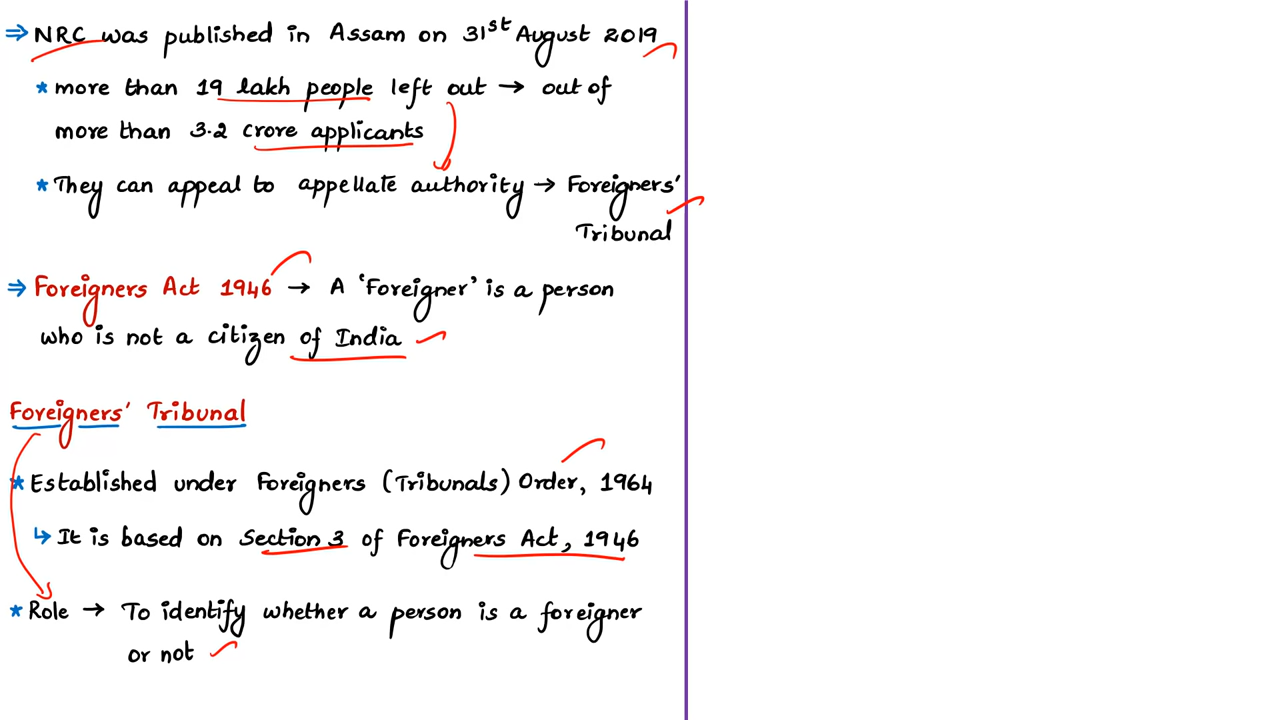 ⇒ NRC was published in Assam on 31st August 2019
* more than 19 lakh people left out → out of
more than 3.2 crore applicants
* They can appeal to appellate authority → Foreigners'
Tribunal
⇒ Foreigners Act 1946 → A 'Foreigner' is a person
who is not a citizen of India
Foreigners' Tribunal
* Established under Foreigners (Tribunals) Order, 1964
↳ It is based on Section 3 of Foreigners Act, 1946
* Role → To identify whether a person is a foreigner
or not